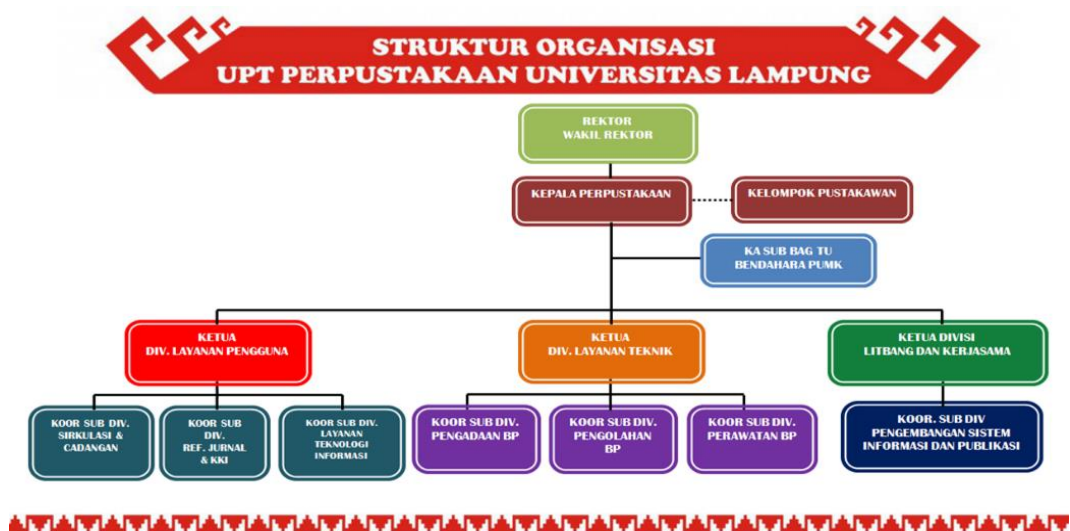 STRUKTUR ORGANISASI
UPT PERPUSTAKAAN UNIVERSITAS LAMPUNG
REKTOR
WAKIL REKTOR
KEPALA PERPUSTAKAAN
KELOMPOK PUSTAKAWAN
KA SUB BAG TU
BENDAHARA PUMK
KETUA
DIV. LAYANAN PENGGUNA
KETUA
DIV. LAYANAN TEKNIK
KETUA DIVISI
LITBANG DAN KERJASAMA
KOOR SUB DIV.
SIRKULASI &
CADANGAN
KOOR SUB
DIV.
REF. JURNAL
& KKI
KOOR SUB DIV.
LAYANAN
TEKNOLOGI
INFORMASI
KOOR SUB DIV.
PENGADAAN BP
KOOR SUB DIV.
PENGOLAHAN
BP
KOOR SUB DIV.
PERAWATAN BP
KOOR. SUB DIV
PENGEMBANGAN SISTEM
INFORMASI DAN PUBLIKASI